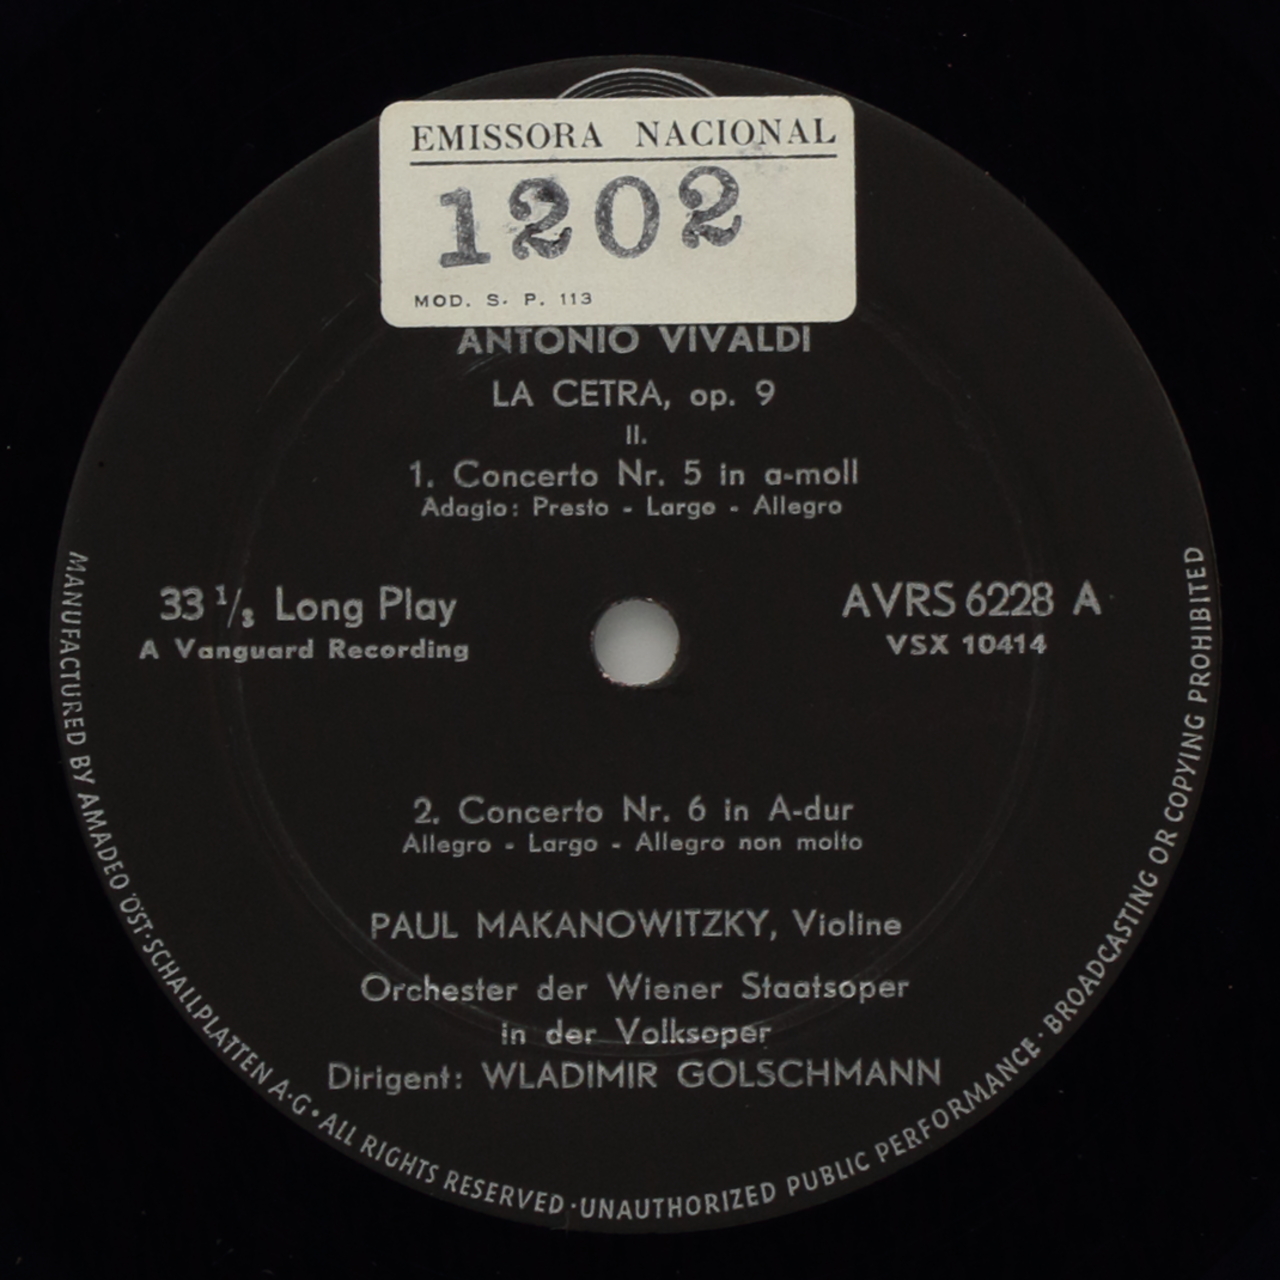 EMISSORA NACIONAL
1202
MOD. S. P. 113
ANTONIO VIVALDI
LA CETRA, op. 9
II.
1. Concerto Nr. 5 in a-moll
Adagio: Presto - Largo - Allegro
33 1/3 Long Play
A Vanguard Recording
AVRS 6228 A
VSX 10414
2. Concerto Nr. 6 in A-dur
Allegro - Largo - Allegro non molto
PAUL MAKANOWITZKY, Violine
Orchester der Wiener Staatsoper
in der Volksoper
Dirigent: WLADIMIR GOLSCHMANN
MANUFACTURED BY AMADEO ÖST·SCHALLPLATTEN A·G·ALL RIGHTS RESERVED·UNAUTHORIZED PUBLIC PERFORMANCE·BROADCASTING OR COPYING PROHIBITED